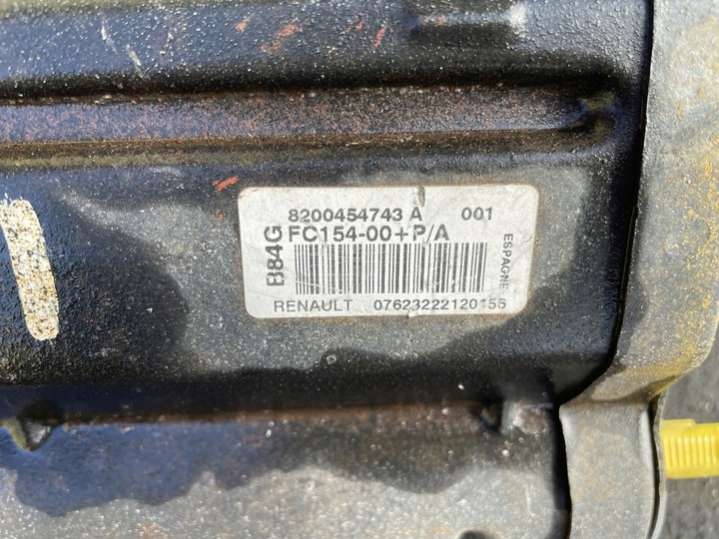 8200454743 A 001
B84G
FC154-00+P/A
ESPAGNE
RENAULT 07623222120156